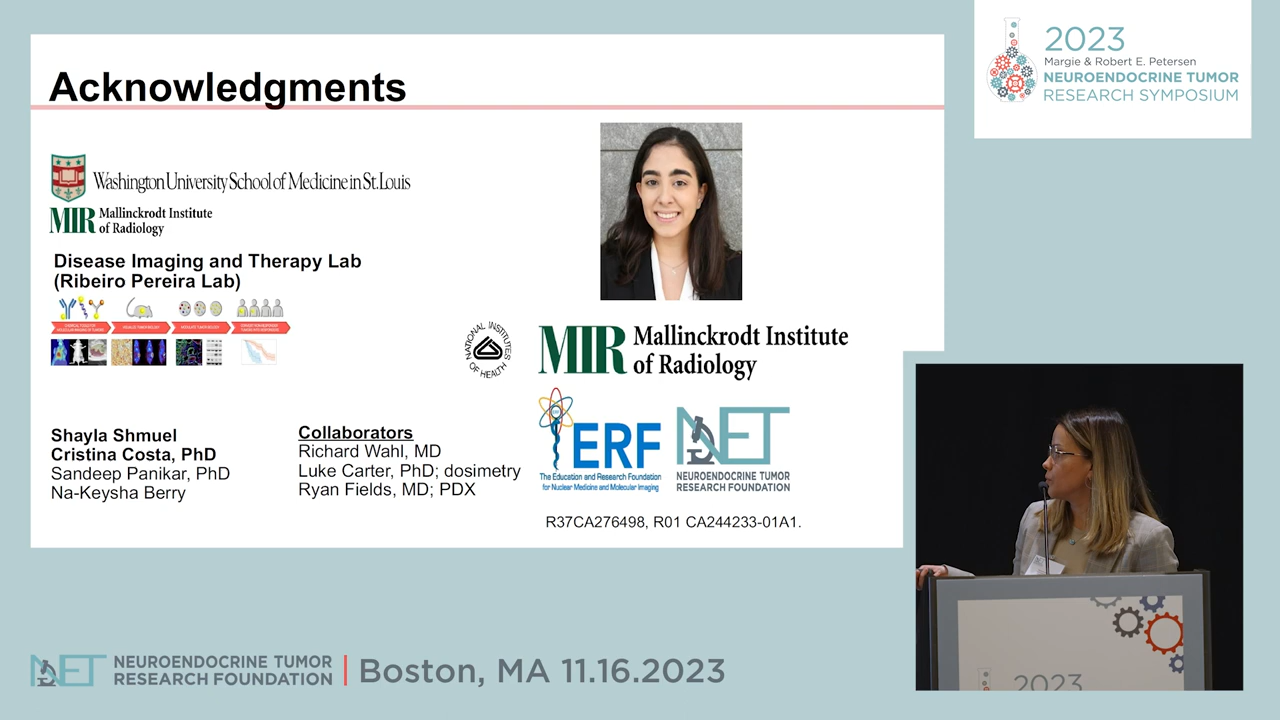 Acknowledgments
Washington University School of Medicine in St. Louis
MIR Mallinckrodt Institute
of Radiology
Disease Imaging and Therapy Lab
(Ribeiro Pereira Lab)
Shayla Shmuel
Cristina Costa, PhD
Sandeep Panikar, PhD
Na-Keysha Berry
Collaborators
Richard Wahl, MD
Luke Carter, PhD; dosimetry
Ryan Fields, MD; PDX
NATIONAL INSTITUTES
OF HEALTH
MIR Mallinckrodt Institute
of Radiology
ERF
The Education and Research Foundation
for Nuclear Medicine and Molecular Imaging
NET
NEUROENDOCRINE TUMOR
RESEARCH FOUNDATION
R37CA276498, R01 CA244233-01A1.
2023
Margie & Robert E. Petersen
NEUROENDOCRINE TUMOR
RESEARCH SYMPOSIUM
2023
NET NEUROENDOCRINE TUMOR
RESEARCH FOUNDATION
Boston, MA 11.16.2023